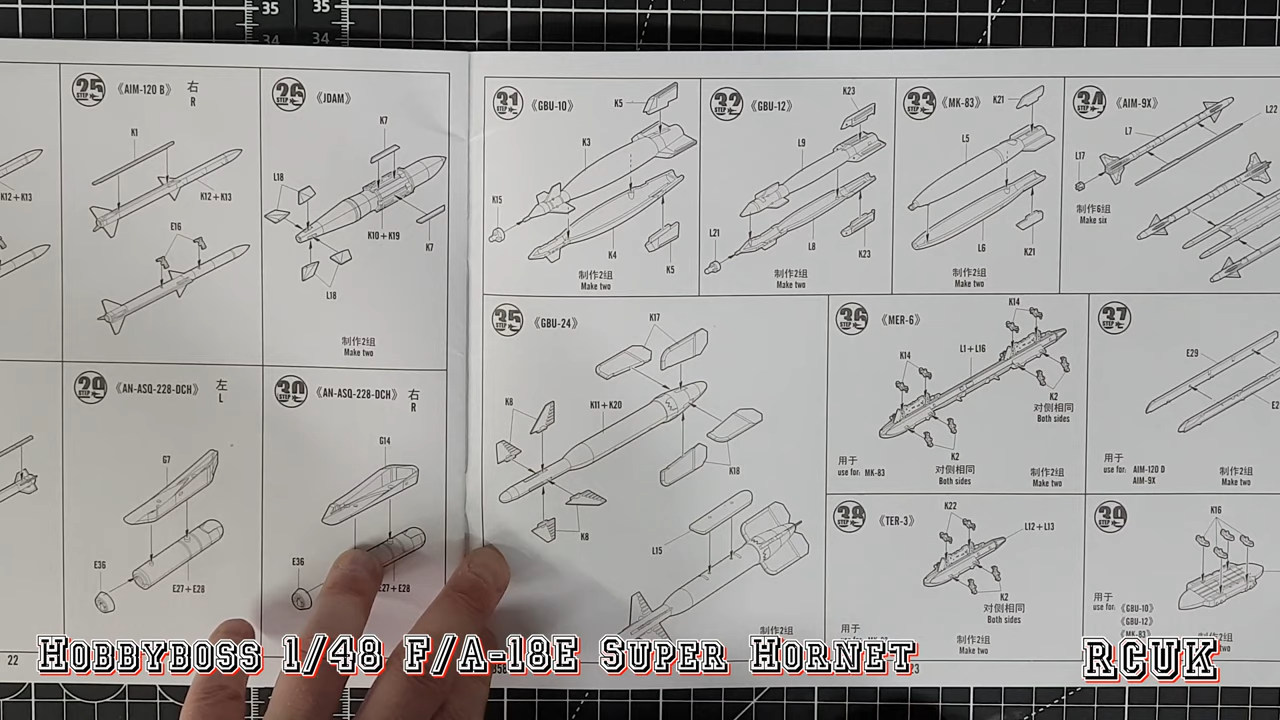 35 35
34 34
25 STEP 《AIM-120 B》 右
R
K1
K12+K13
K12+K13
E16
26 STEP 《JDAM》
K7
L18
K10+K19
K7
L18
制作2组
Make two
29 STEP 《AN-ASQ-228-DCH》 左
L
G7
E36
E27+E28
30 STEP 《AN-ASQ-228-DCH》 右
R
G14
E36
E27+E28
22
31 STEP 《GBU-10》
K5
K3
K15
K4
K5
制作2组
Make two
32 STEP 《GBU-12》
K23
L9
L21
L8
K23
制作2组
Make two
33 STEP 《MK-83》
K21
L5
L6
K21
制作2组
Make two
34 STEP 《AIM-9X》
L22
L7
L17
制作6组
Make six
35 STEP 《GBU-24》
K17
K8
K11+K20
K18
K8
L15
制作2组
36 STEP 《MER-6》
K14
L1+L16
K14
K2
对侧相同
Both sides
K2
对侧相同
Both sides
用于
use for: MK-83
制作2组
Make two
37 STEP
E29
用于
use for: AIM-120 D
AIM-9X
制作2组
Make two
38 STEP 《TER-3》
K22
L12+L13
K2
对侧相同
Both sides
用于
制作2组
Make two
39 STEP
K16
用于
use for: 《GBU-10》
《GBU-12》
《MK-83》
Make two
Hobbyboss 1/48 F/A-18E Super Hornet
RCUK